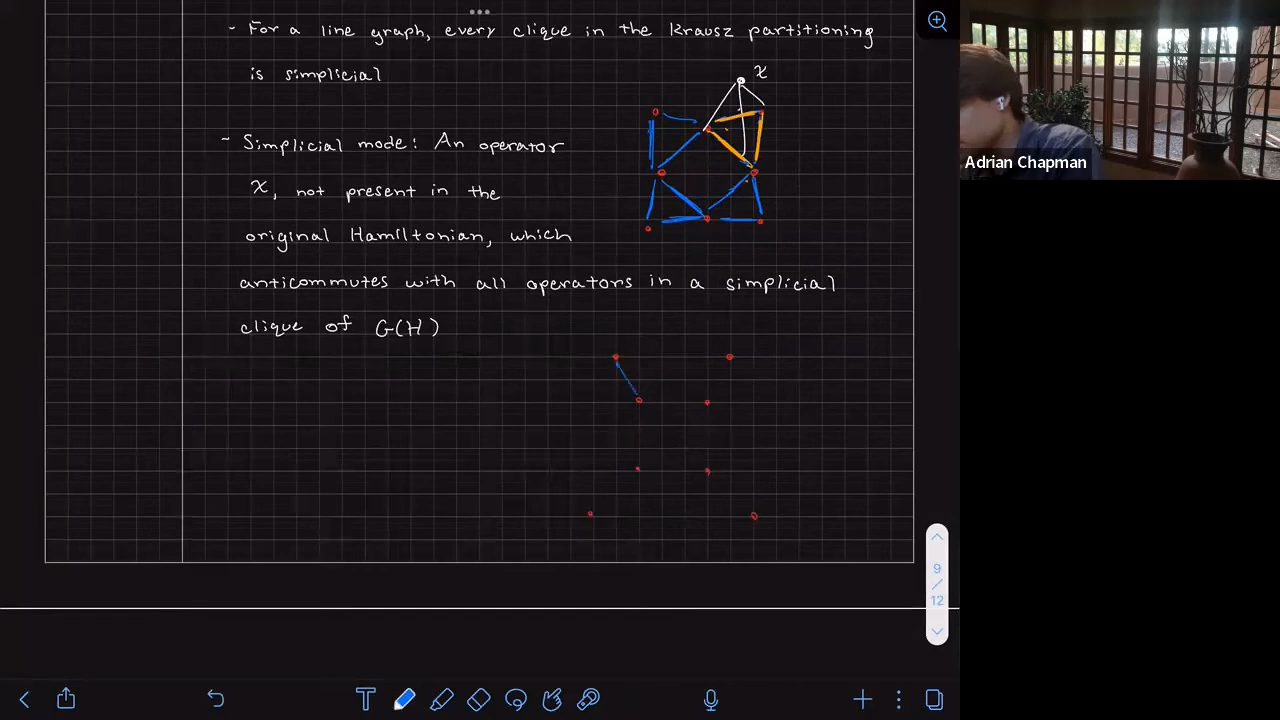 - For a line graph, every clique in the Krausz partitioning
is simplicial
χ
- Simplicial mode: An operator
χ, not present in the
original Hamiltonian, which
anticommutes with all operators in a simplicial
clique of G(H)
Adrian Chapman
9
/
12
T